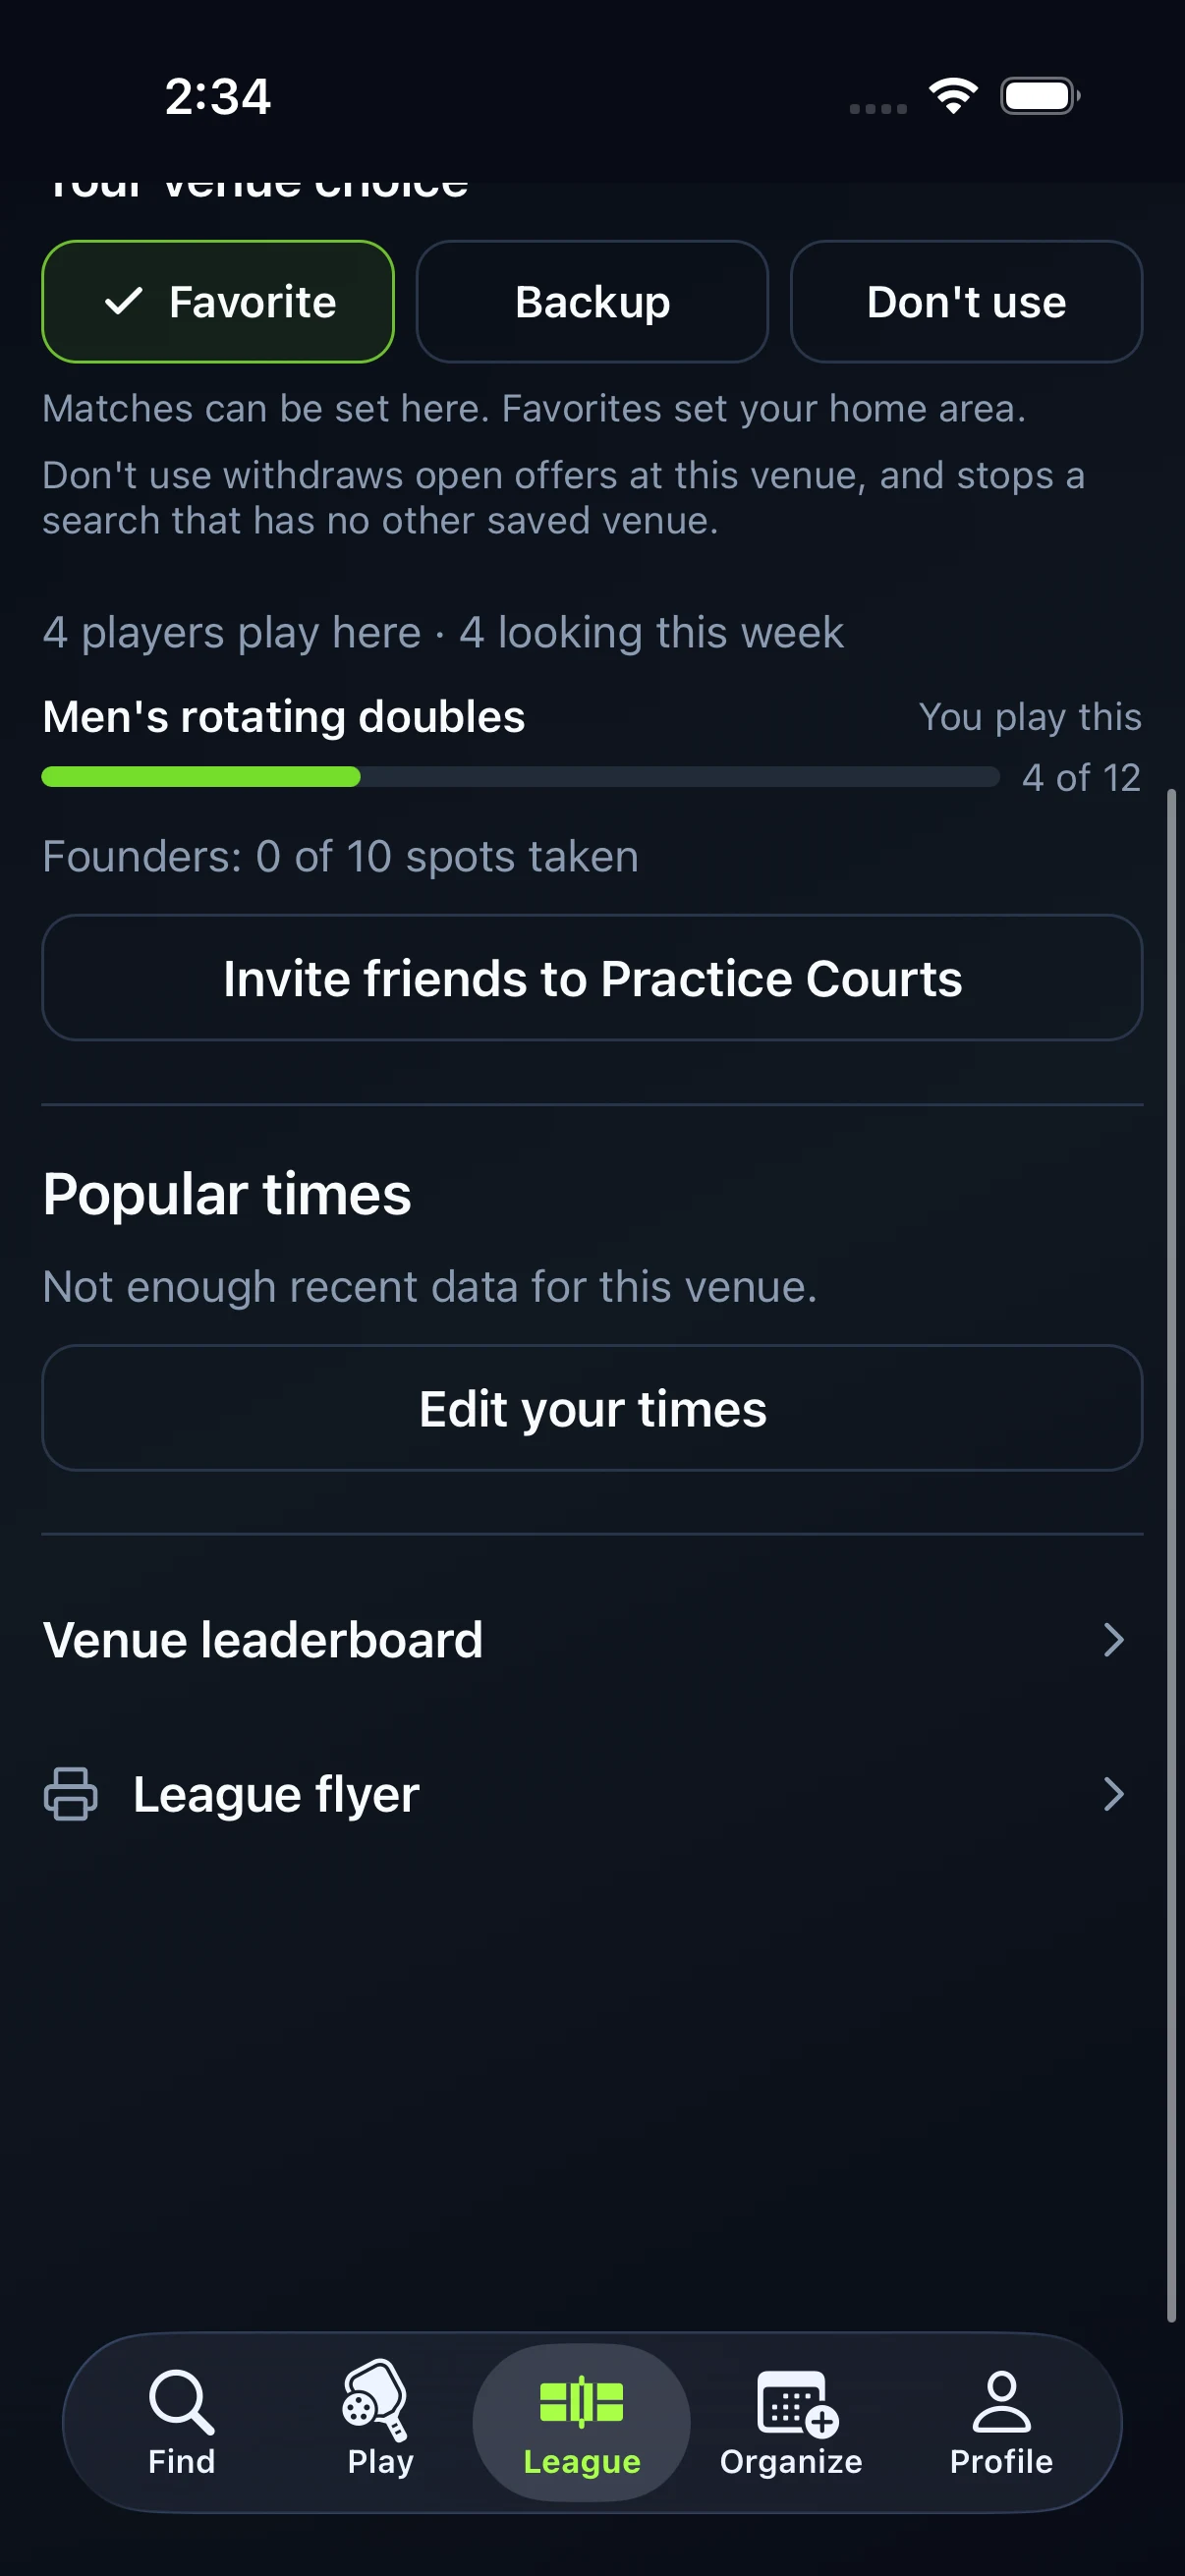 2:34
Your venue choice
Favorite
Backup
Don't use
Matches can be set here. Favorites set your home area.
Don't use withdraws open offers at this venue, and stops a
search that has no other saved venue.
4 players play here · 4 looking this week
Men's rotating doubles
You play this
4 of 12
Founders: 0 of 10 spots taken
Invite friends to Practice Courts
Popular times
Not enough recent data for this venue.
Edit your times
Venue leaderboard
League flyer
Find
Play
League
Organize
Profile